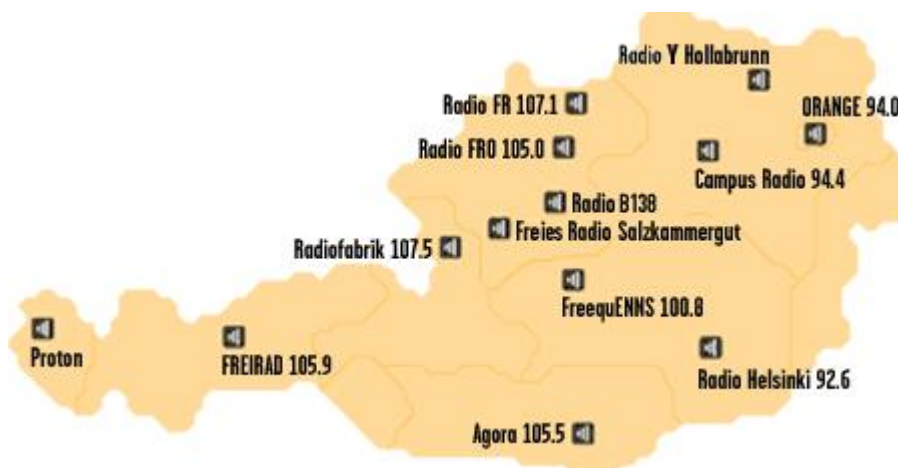 Radio Y Hollabrunn
Radio FR 107.1
ORANGE 94.0
Radio FRO 105.0
Campus Radio 94.4
Radio B138
Freies Radio Salzkammergut
Radiofabrik 107.5
FreequENNS 100.8
Proton
FREIRAD 105.9
Radio Helsinki 92.6
Agora 105.5